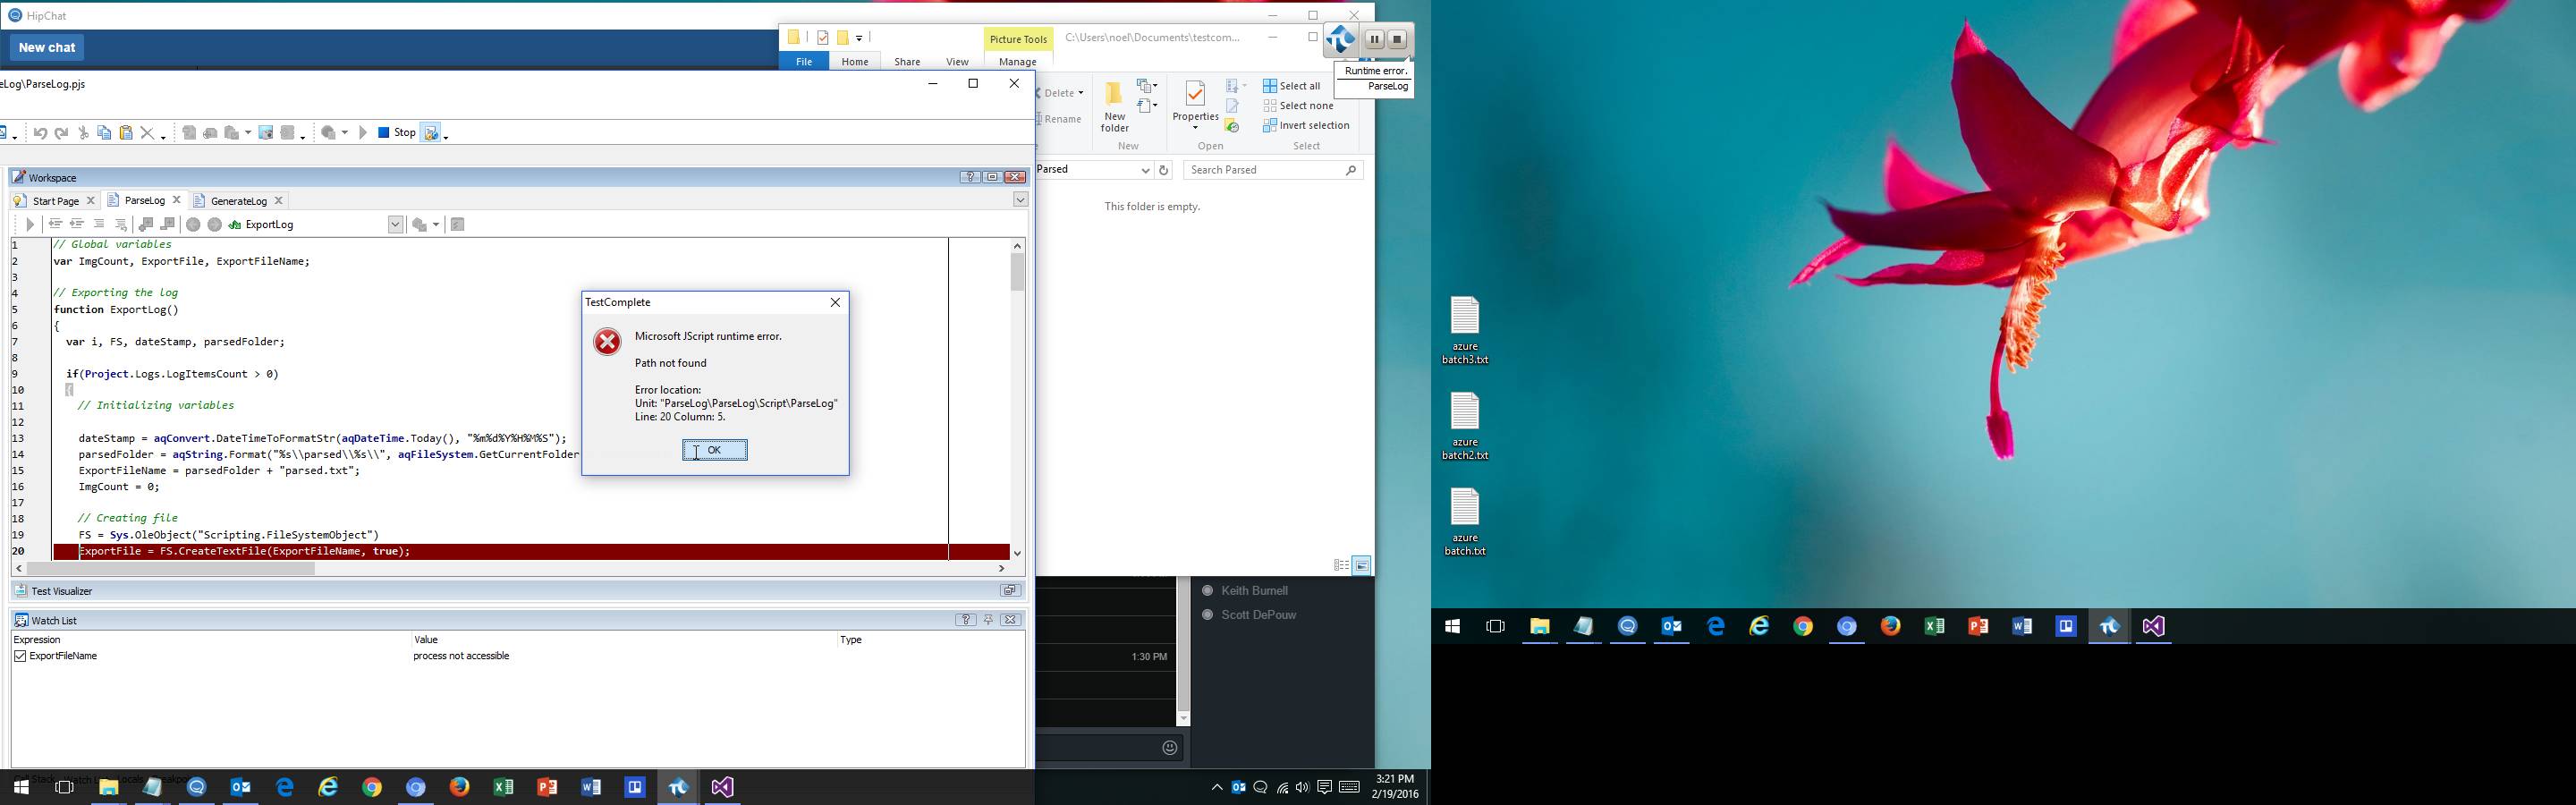 HipChat
New chat
Picture Tools
C:\Users\noel\Documents\testcom...
File
Home
Share
View
Manage
Runtime error.
ParseLog
eLog\ParseLog.pjs
Delete
Rename
New
folder
New
Properties
Open
Select all
Select none
Invert selection
Select
Stop
Parsed
Search Parsed
This folder is empty.
Workspace
Start Page
ParseLog
GenerateLog
ExportLog
1 // Global variables
2 var ImgCount, ExportFile, ExportFileName;
3
4 // Exporting the log
5 function ExportLog()
6 {
7 var i, FS, dateStamp, parsedFolder;
8
9 if(Project.Logs.LogItemsCount > 0)
10 {
11 // Initializing variables
12
13 dateStamp = aqConvert.DateTimeToFormatStr(aqDateTime.Today(), "%m%d%Y%H%M%S");
14 parsedFolder = aqString.Format("%s\\parsed\\%s\\", aqFileSystem.GetCurrentFolder
15 ExportFileName = parsedFolder + "parsed.txt";
16 ImgCount = 0;
17
18 // Creating file
19 FS = Sys.OleObject("Scripting.FileSystemObject")
20 ExportFile = FS.CreateTextFile(ExportFileName, true);
TestComplete
Microsoft JScript runtime error.
Path not found
Error location:
Unit: "ParseLog\ParseLog\Script\ParseLog"
Line: 20 Column: 5.
OK
Test Visualizer
Watch List
Expression Value Type
ExportFileName process not accessible
Keith Burnell
Scott DePouw
1:30 PM
3:21 PM
2/19/2016
azure
batch3.txt
azure
batch2.txt
azure
batch.txt